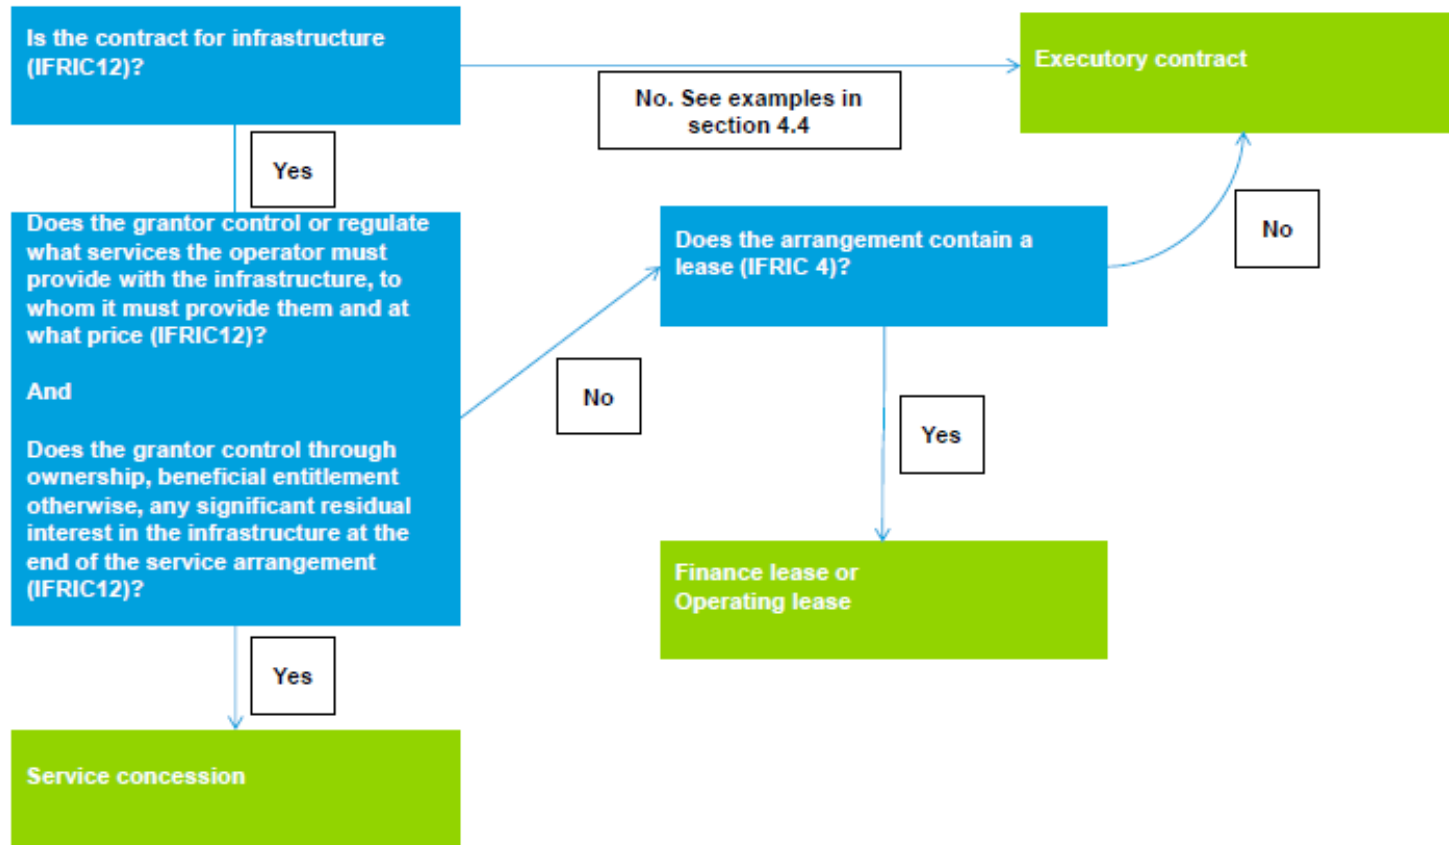 Is the contract for infrastructure
(IFRIC12)?
Executory contract
No. See examples in
section 4.4
Yes
Does the grantor control or regulate
what services the operator must
provide with the infrastructure, to
whom it must provide them and at
what price (IFRIC12)?
And
Does the grantor control through
ownership, beneficial entitlement
otherwise, any significant residual
interest in the infrastructure at the
end of the service arrangement
(IFRIC12)?
No
Does the arrangement contain a
lease (IFRIC 4)?
No
Yes
Finance lease or
Operating lease
Yes
Service concession